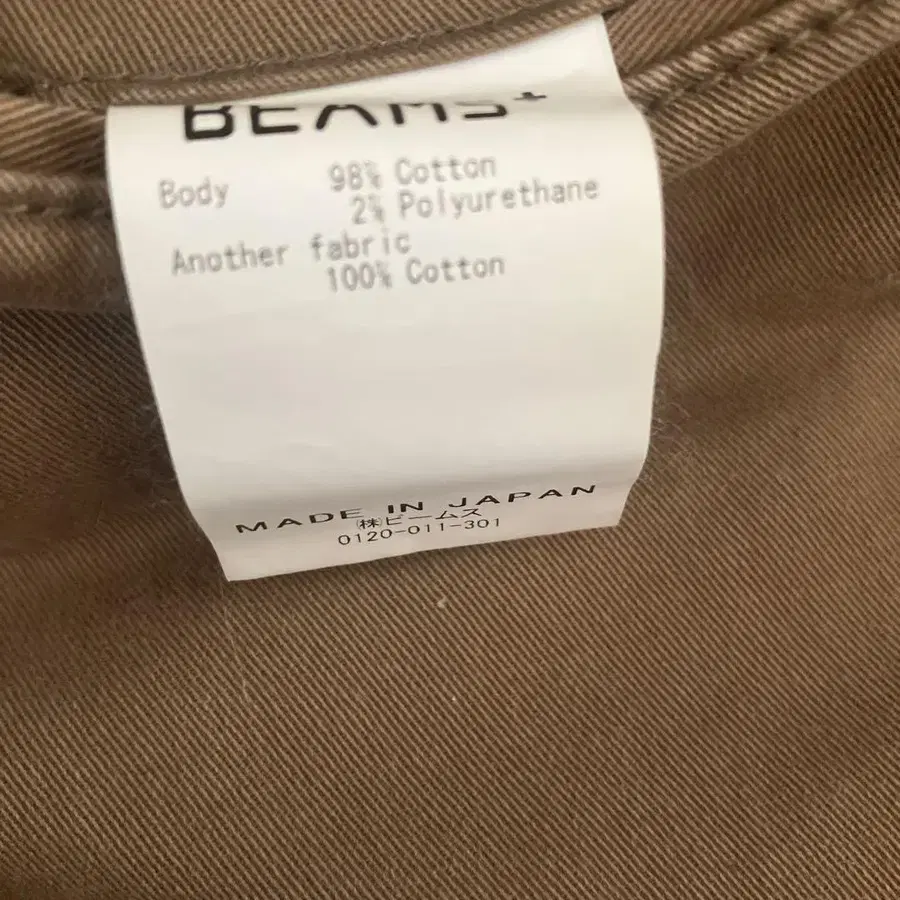 BEAMS+
Body 98% Cotton
2% Polyurethane
Another fabric
100% Cotton
MADE IN JAPAN
㈱ビームス
0120-011-301